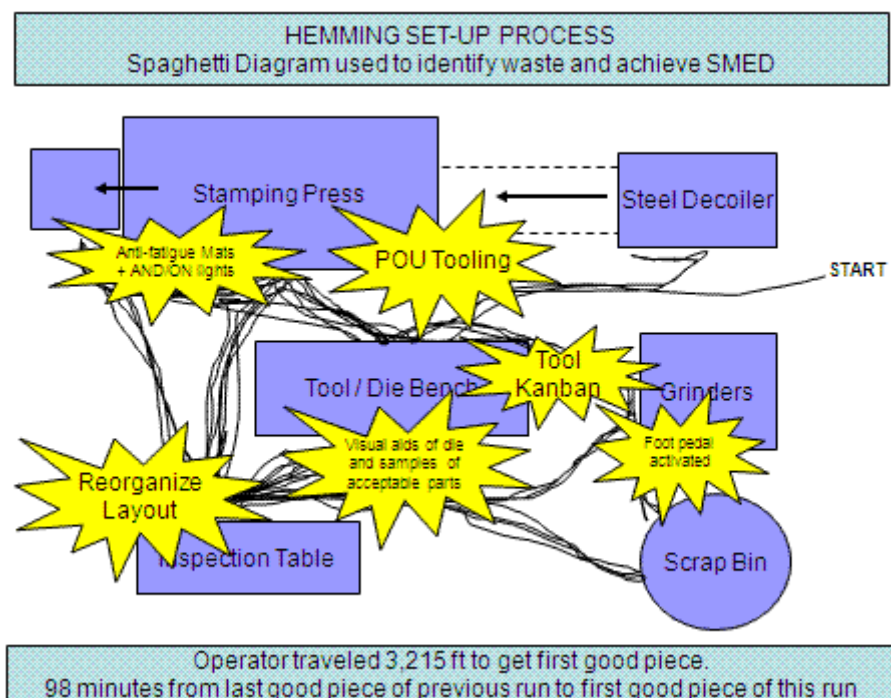 HEMMING SET-UP PROCESS
Spaghetti Diagram used to identify waste and achieve SMED
Stamping Press
Steel Decoiler
Anti-fatigue Mats
+ AND/ON lights
POU Tooling
START
Tool / Die Bench
Tool
Kanban
Grinders
Visual aids of die
and samples of
acceptable parts
Foot pedal
activated
Reorganize
Layout
Inspection Table
Scrap Bin
Operator traveled 3,215 ft to get first good piece.
98 minutes from last good piece of previous run to first good piece of this run